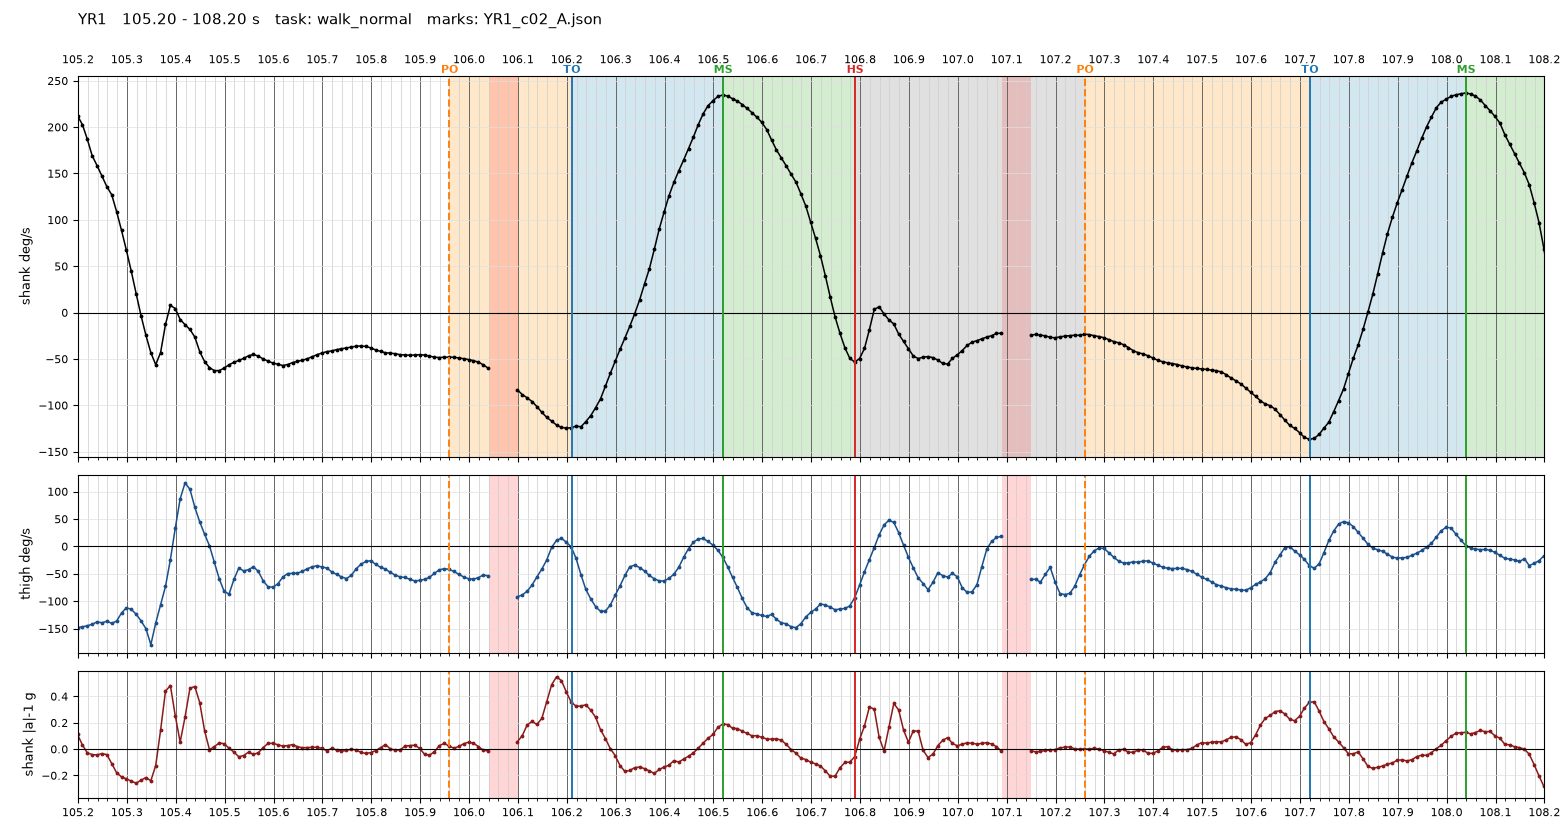 YR1   105.20 - 108.20 s   task: walk_normal   marks: YR1_c02_A.json
105.2 105.3 105.4 105.5 105.6 105.7 105.8 105.9 106.0 106.1 106.2 106.3 106.4 106.5 106.6 106.7 106.8 106.9 107.0 107.1 107.2 107.3 107.4 107.5 107.6 107.7 107.8 107.9 108.0 108.1 108.2
PO TO MS HS PO TO MS
250
200
150
100
50
0
−50
−100
−150
shank deg/s
100
50
0
−50
−100
−150
thigh deg/s
0.4
0.2
0.0
−0.2
shank |a|-1 g
105.2 105.3 105.4 105.5 105.6 105.7 105.8 105.9 106.0 106.1 106.2 106.3 106.4 106.5 106.6 106.7 106.8 106.9 107.0 107.1 107.2 107.3 107.4 107.5 107.6 107.7 107.8 107.9 108.0 108.1 108.2